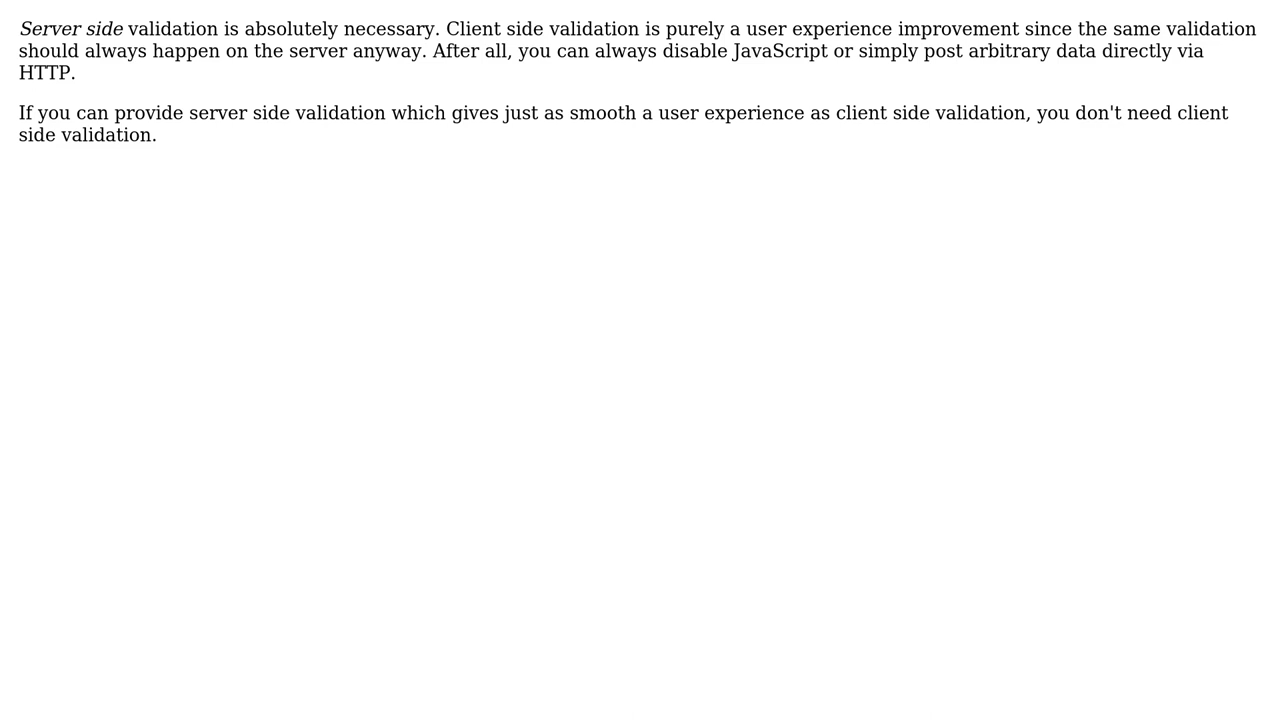 Server side validation is absolutely necessary. Client side validation is purely a user experience improvement since the same validation
should always happen on the server anyway. After all, you can always disable JavaScript or simply post arbitrary data directly via
HTTP.
If you can provide server side validation which gives just as smooth a user experience as client side validation, you don't need client
side validation.